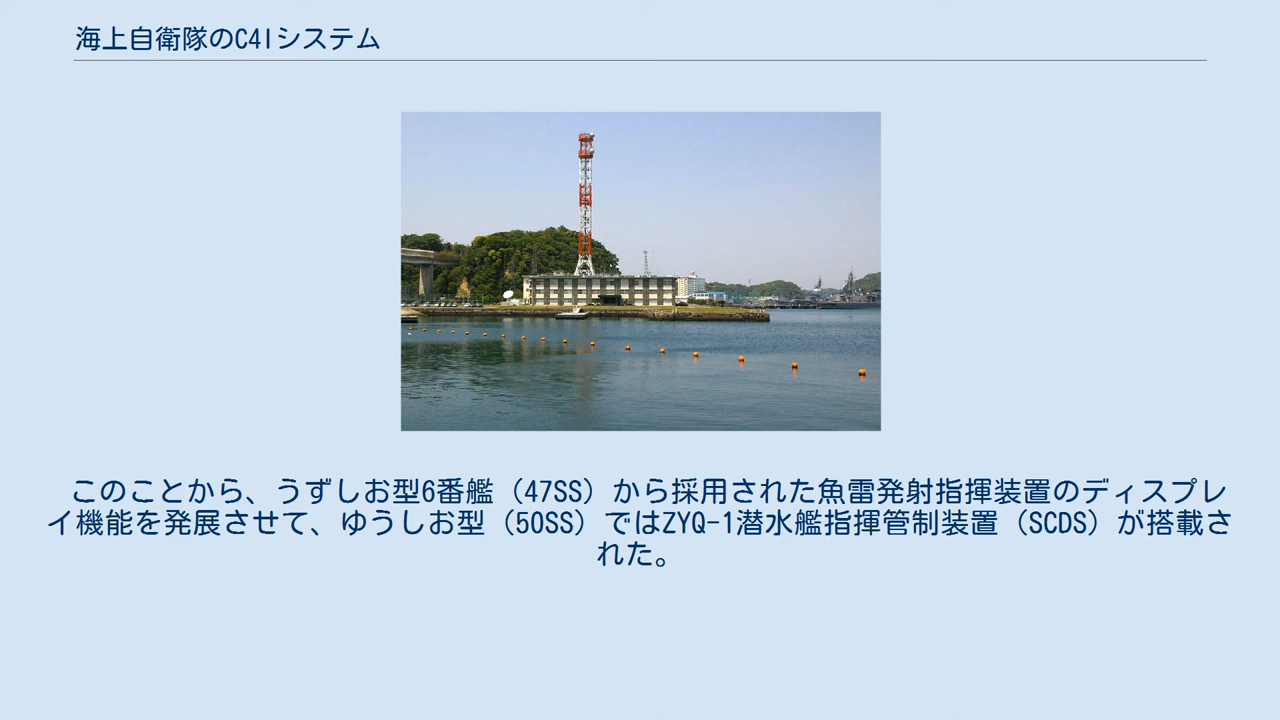 海上自衛隊のC4Iシステム
このことから、うずしお型6番艦（47SS）から採用された魚雷発射指揮装置のディスプレ
イ機能を発展させて、ゆうしお型（50SS）ではZYQ-1潜水艦指揮管制装置（SCDS）が搭載さ
れた。